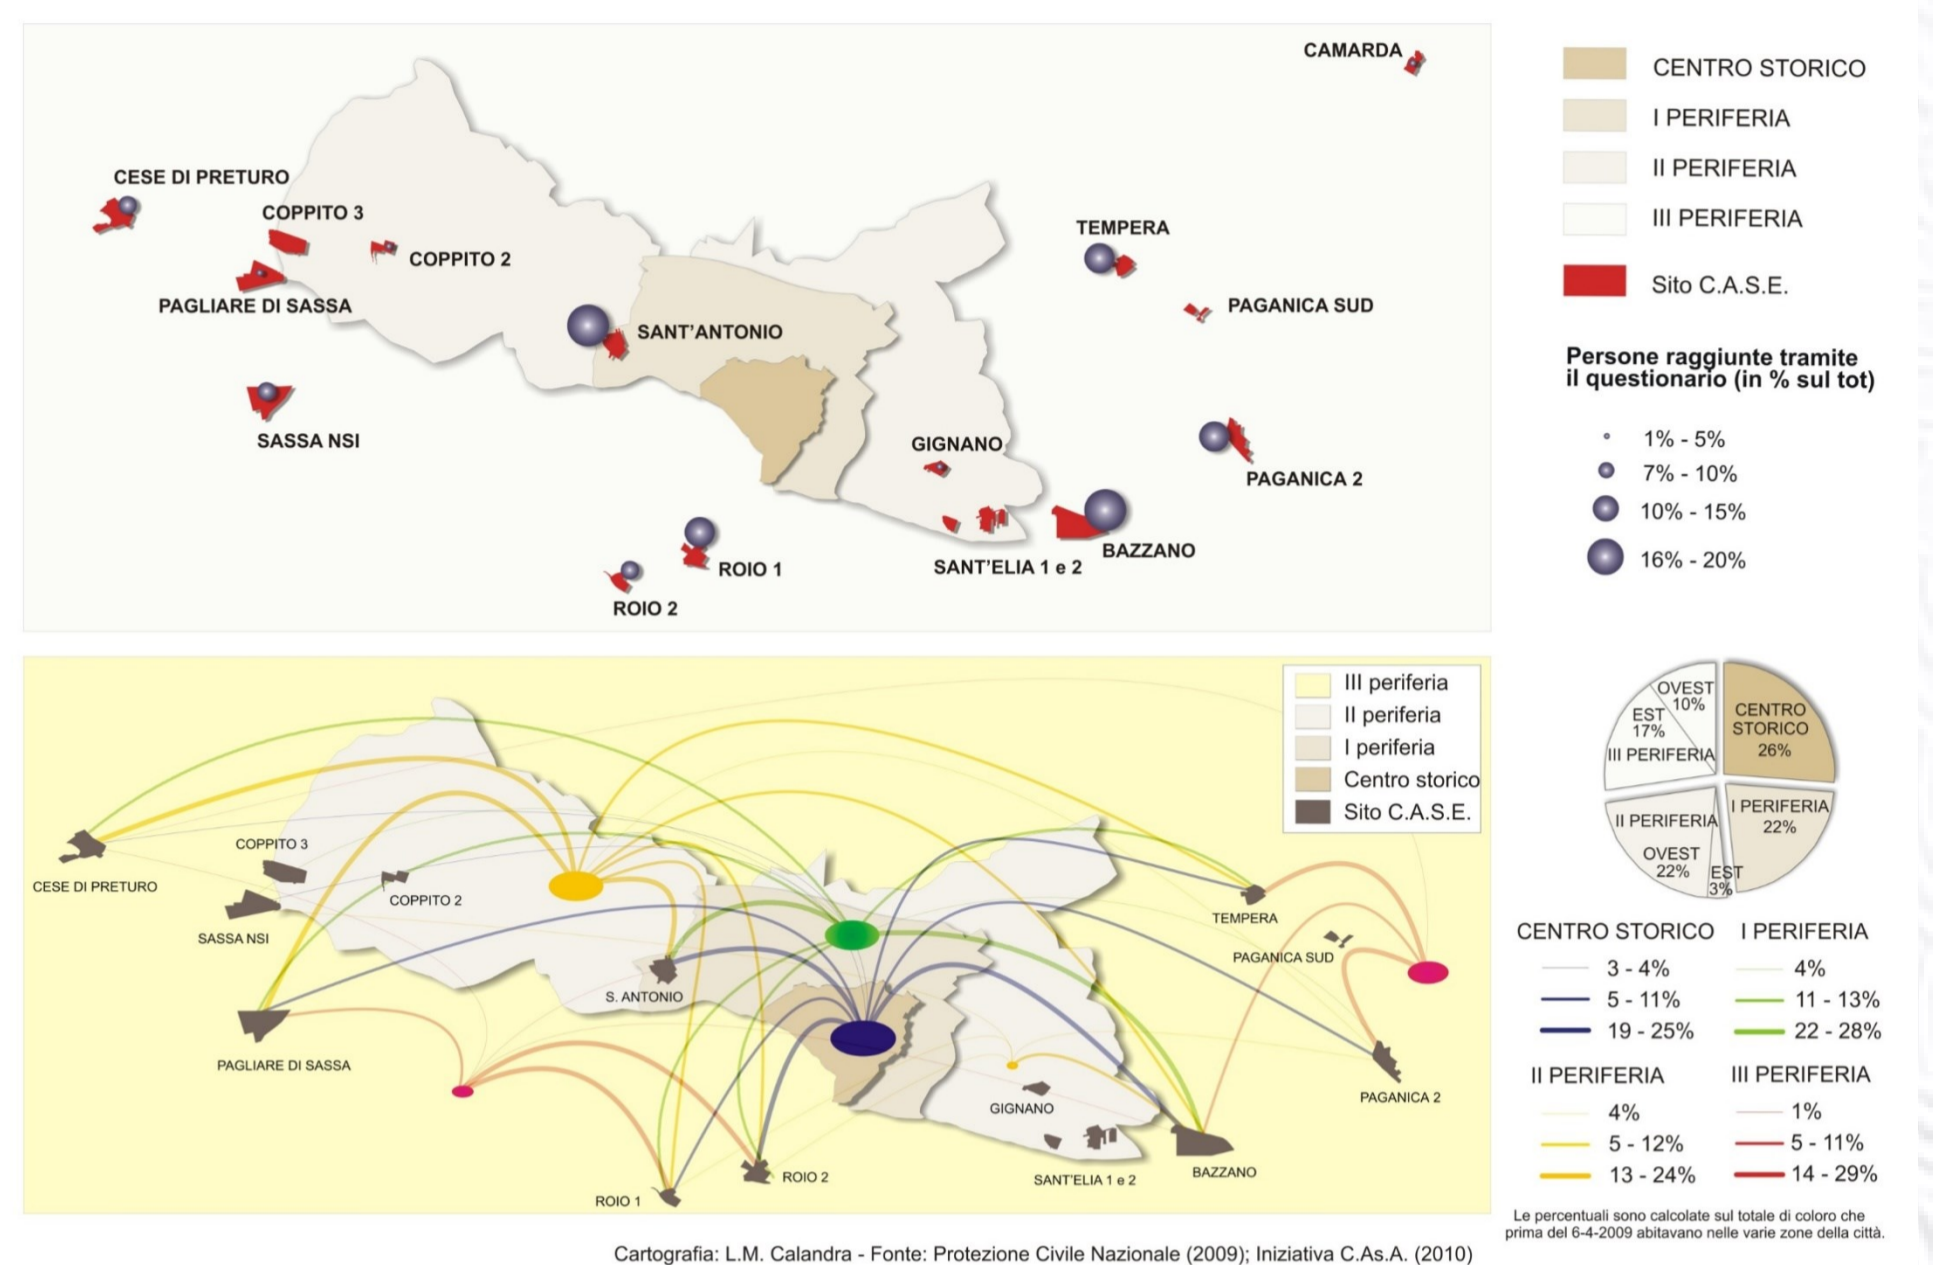 CAMARDA
CESE DI PRETURO
COPPITO 3
COPPITO 2
PAGLIARE DI SASSA
SASSA NSI
SANT'ANTONIO
TEMPERA
PAGANICA SUD
PAGANICA 2
GIGNANO
BAZZANO
SANT'ELIA 1 e 2
ROIO 1
ROIO 2
CENTRO STORICO
I PERIFERIA
II PERIFERIA
III PERIFERIA
Sito C.A.S.E.
Persone raggiunte tramite
il questionario (in % sul tot)
1% - 5%
7% - 10%
10% - 15%
16% - 20%
III periferia
II periferia
I periferia
Centro storico
Sito C.A.S.E.
CESE DI PRETURO
COPPITO 3
COPPITO 2
SASSA NSI
PAGLIARE DI SASSA
S. ANTONIO
TEMPERA
PAGANICA SUD
PAGANICA 2
GIGNANO
SANT'ELIA 1 e 2
BAZZANO
ROIO 2
ROIO 1
OVEST
10%
EST
17%
III PERIFERIA
CENTRO
STORICO
26%
I PERIFERIA
22%
II PERIFERIA
OVEST
22%
EST
3%
CENTRO STORICO
3 - 4%
5 - 11%
19 - 25%
I PERIFERIA
4%
11 - 13%
22 - 28%
II PERIFERIA
4%
5 - 12%
13 - 24%
III PERIFERIA
1%
5 - 11%
14 - 29%
Le percentuali sono calcolate sul totale di coloro che
prima del 6-4-2009 abitavano nelle varie zone della città.
Cartografia: L.M. Calandra - Fonte: Protezione Civile Nazionale (2009); Iniziativa C.As.A. (2010)